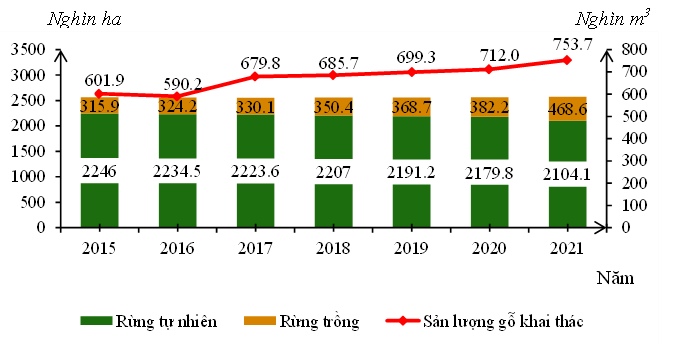 Nghìn ha Nghìn m³
3500 800
3000 700
2500 600
2000 500
1500 400
1000 300
500 200
0 100
0
601.9 590.2 679.8 685.7 699.3 712.0 753.7
315.9 324.2 330.1 350.4 368.7 382.2 468.6
2246 2234.5 2223.6 2207 2191.2 2179.8 2104.1
2015 2016 2017 2018 2019 2020 2021
Năm
Rừng tự nhiên Rừng trồng Sản lượng gỗ khai thác